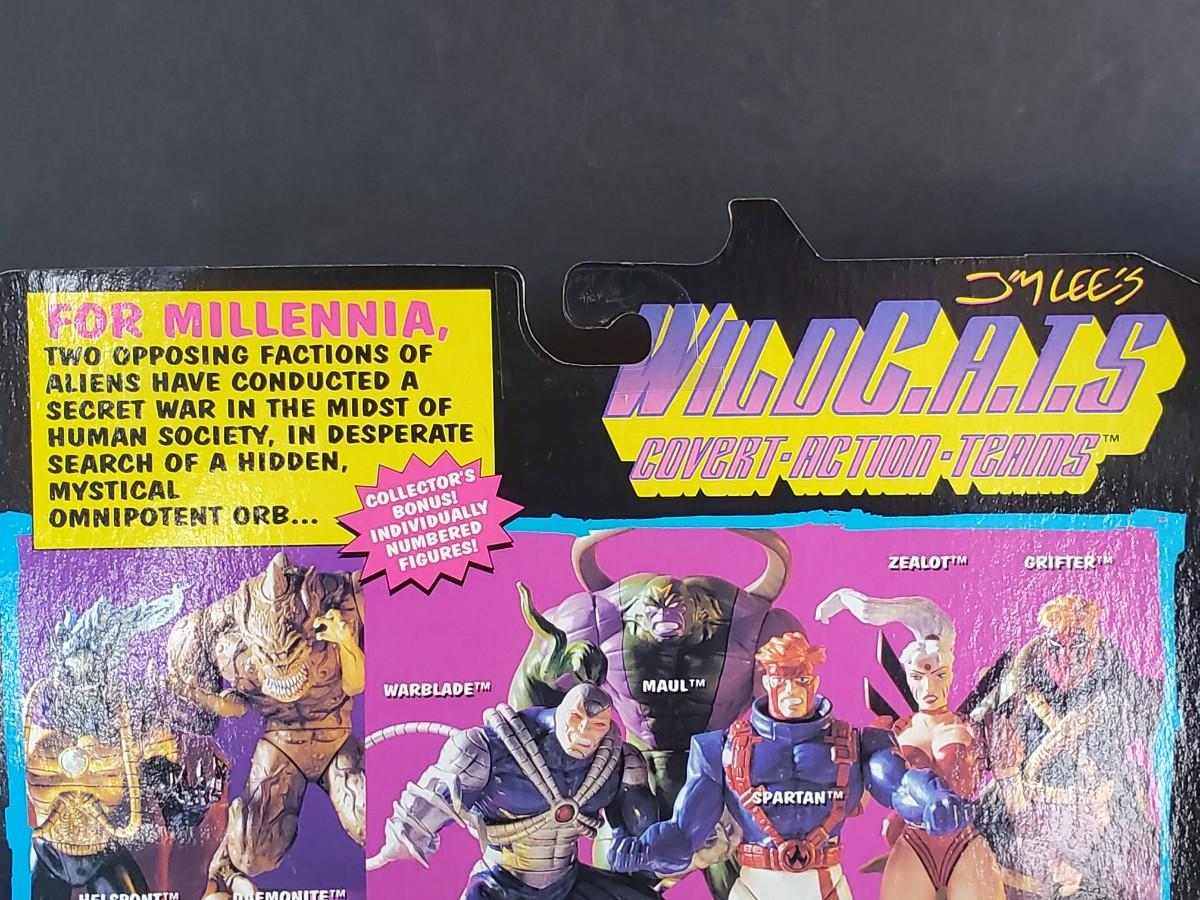 FOR MILLENNIA,
TWO OPPOSING FACTIONS OF
ALIENS HAVE CONDUCTED A
SECRET WAR IN THE MIDST OF
HUMAN SOCIETY, IN DESPERATE
SEARCH OF A HIDDEN,
MYSTICAL
OMNIPOTENT ORB...
COLLECTOR'S
BONUS!
INDIVIDUALLY
NUMBERED
FIGURES!
JIM LEE'S
WILDC.A.T.S
COVERT-ACTION-TEAMS™
ZEALOT™
GRIFTER™
WARBLADE™
MAUL™
SPARTAN™
HELSPONT™
DAEMONITE™